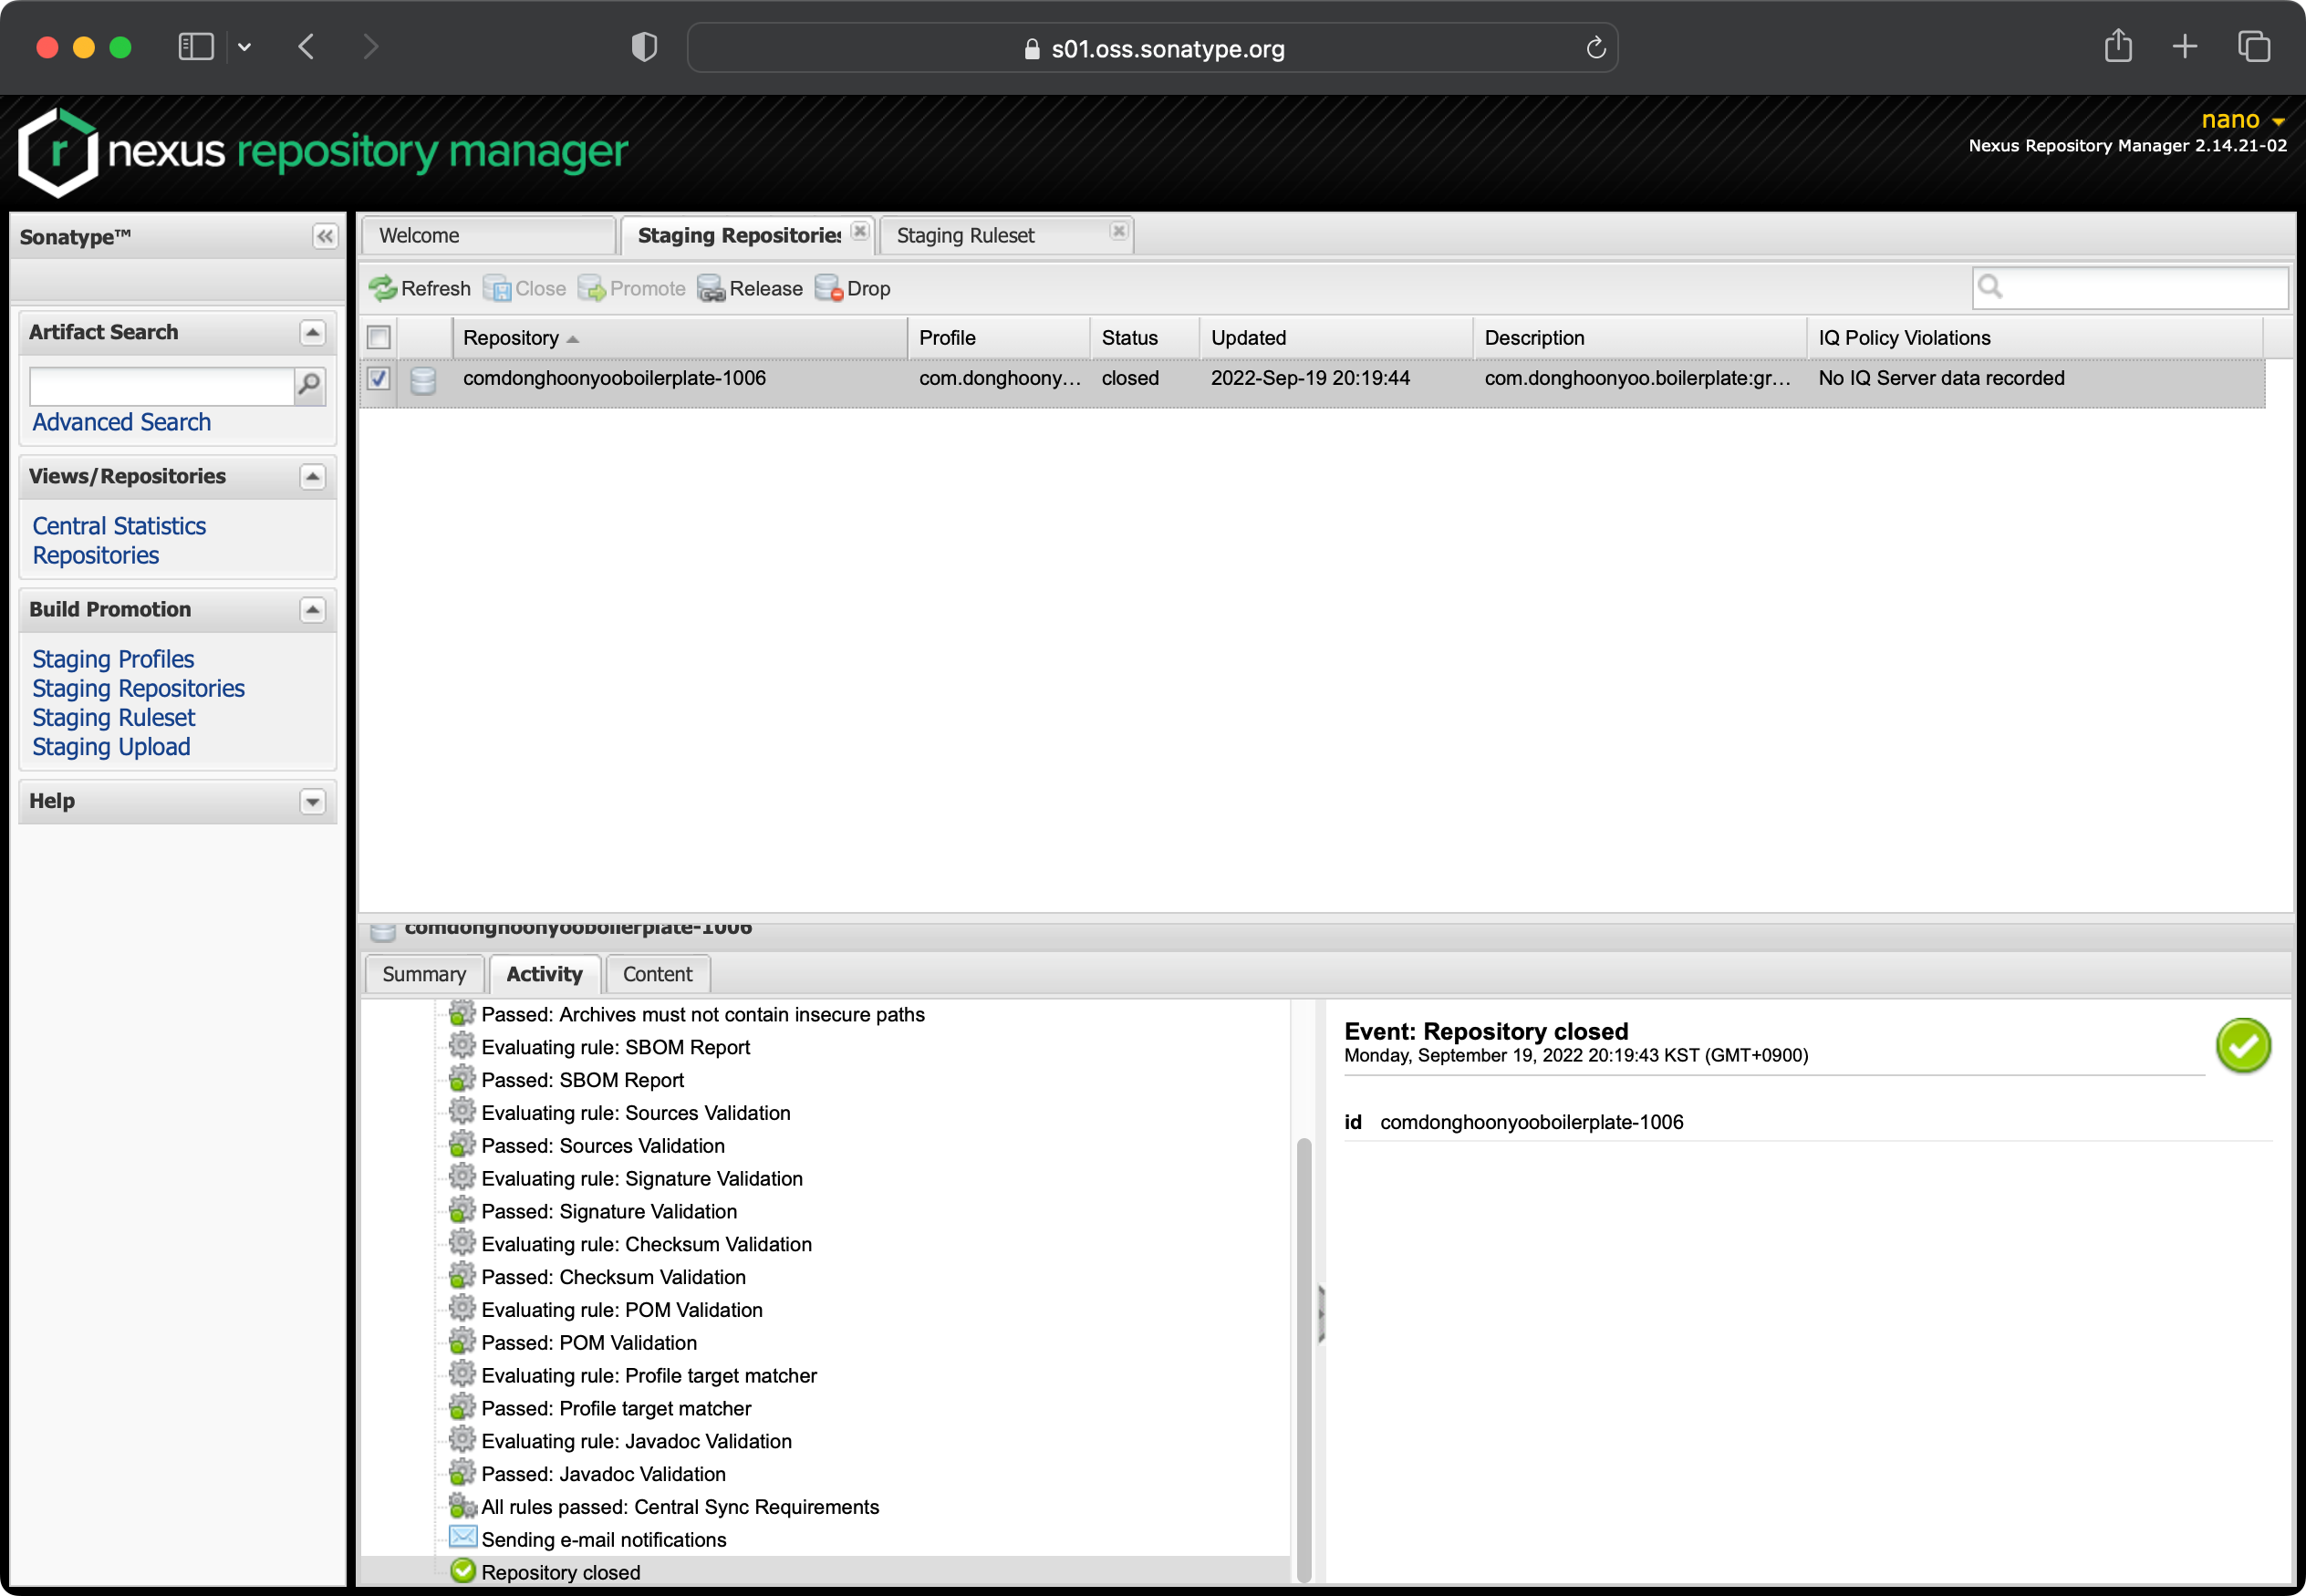 s01.oss.sonatype.org
nexus repository manager
nano
Nexus Repository Manager 2.14.21-02
Sonatype™
Artifact Search
Advanced Search
Views/Repositories
Central Statistics
Repositories
Build Promotion
Staging Profiles
Staging Repositories
Staging Ruleset
Staging Upload
Help
Welcome Staging Repositories Staging Ruleset
Refresh Close Promote Release Drop
Repository Profile Status Updated Description IQ Policy Violations
comdonghoonyooboilerplate-1006 com.donghoony... closed 2022-Sep-19 20:19:44 com.donghoonyoo.boilerplate:gr... No IQ Server data recorded
comdonghoonyooboilerplate-1006
Summary Activity Content
Passed: Archives must not contain insecure paths
Evaluating rule: SBOM Report
Passed: SBOM Report
Evaluating rule: Sources Validation
Passed: Sources Validation
Evaluating rule: Signature Validation
Passed: Signature Validation
Evaluating rule: Checksum Validation
Passed: Checksum Validation
Evaluating rule: POM Validation
Passed: POM Validation
Evaluating rule: Profile target matcher
Passed: Profile target matcher
Evaluating rule: Javadoc Validation
Passed: Javadoc Validation
All rules passed: Central Sync Requirements
Sending e-mail notifications
Repository closed
Event: Repository closed
Monday, September 19, 2022 20:19:43 KST (GMT+0900)
id comdonghoonyooboilerplate-1006